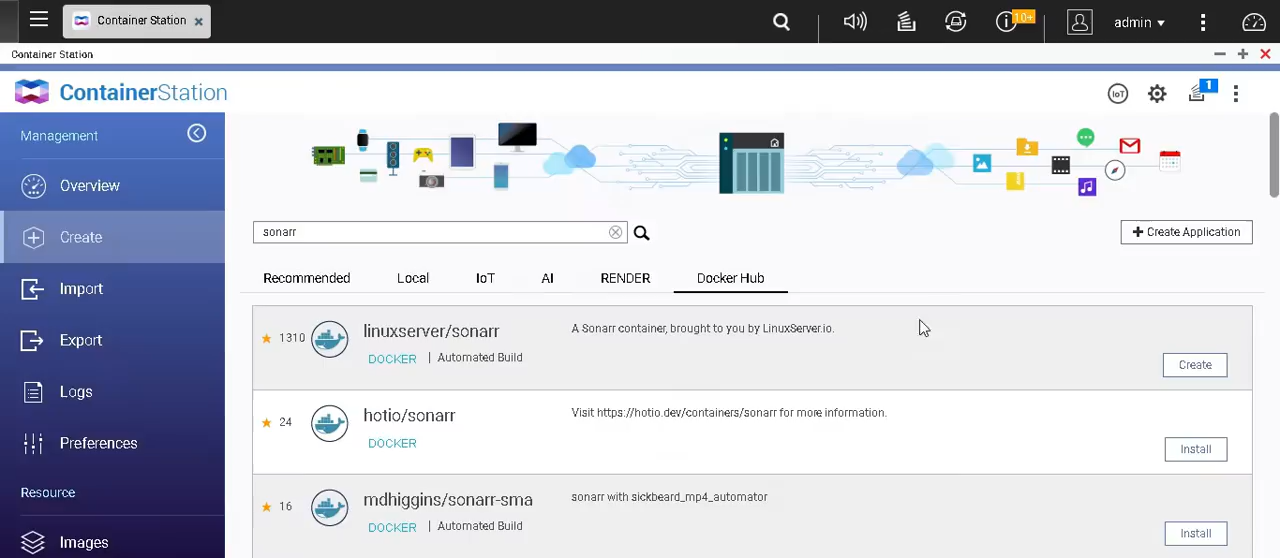 Container Station
10+
admin
Container Station
ContainerStation
IoT
1
Management
Overview
Create
Import
Export
Logs
Preferences
Resource
Images
sonarr
+ Create Application
Recommended
Local
IoT
AI
RENDER
Docker Hub
1310
linuxserver/sonarr
DOCKER | Automated Build
A Sonarr container, brought to you by LinuxServer.io.
Create
24
hotio/sonarr
DOCKER
Visit https://hotio.dev/containers/sonarr for more information.
Install
16
mdhiggins/sonarr-sma
DOCKER | Automated Build
sonarr with sickbeard_mp4_automator
Install